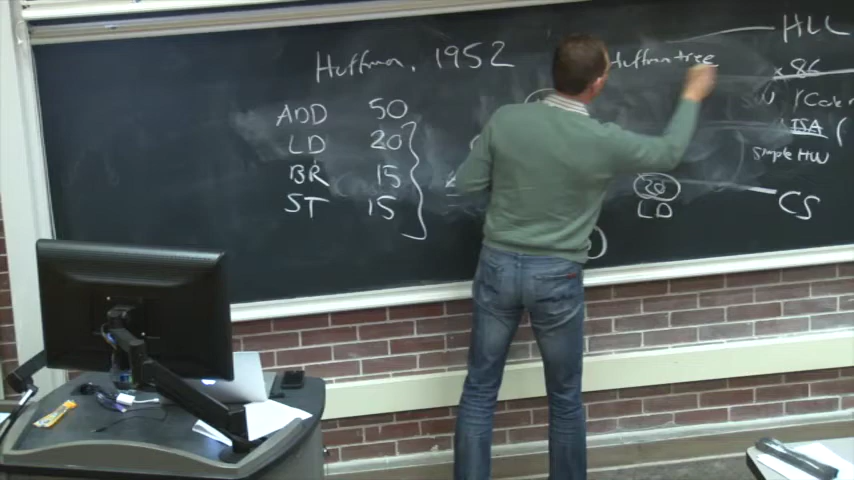 Huffman, 1952
ADD 50
LD 20
BR 15
ST 15
Huffman tree
20
LD
HLL
x86
ISA (
Simple HW
CS